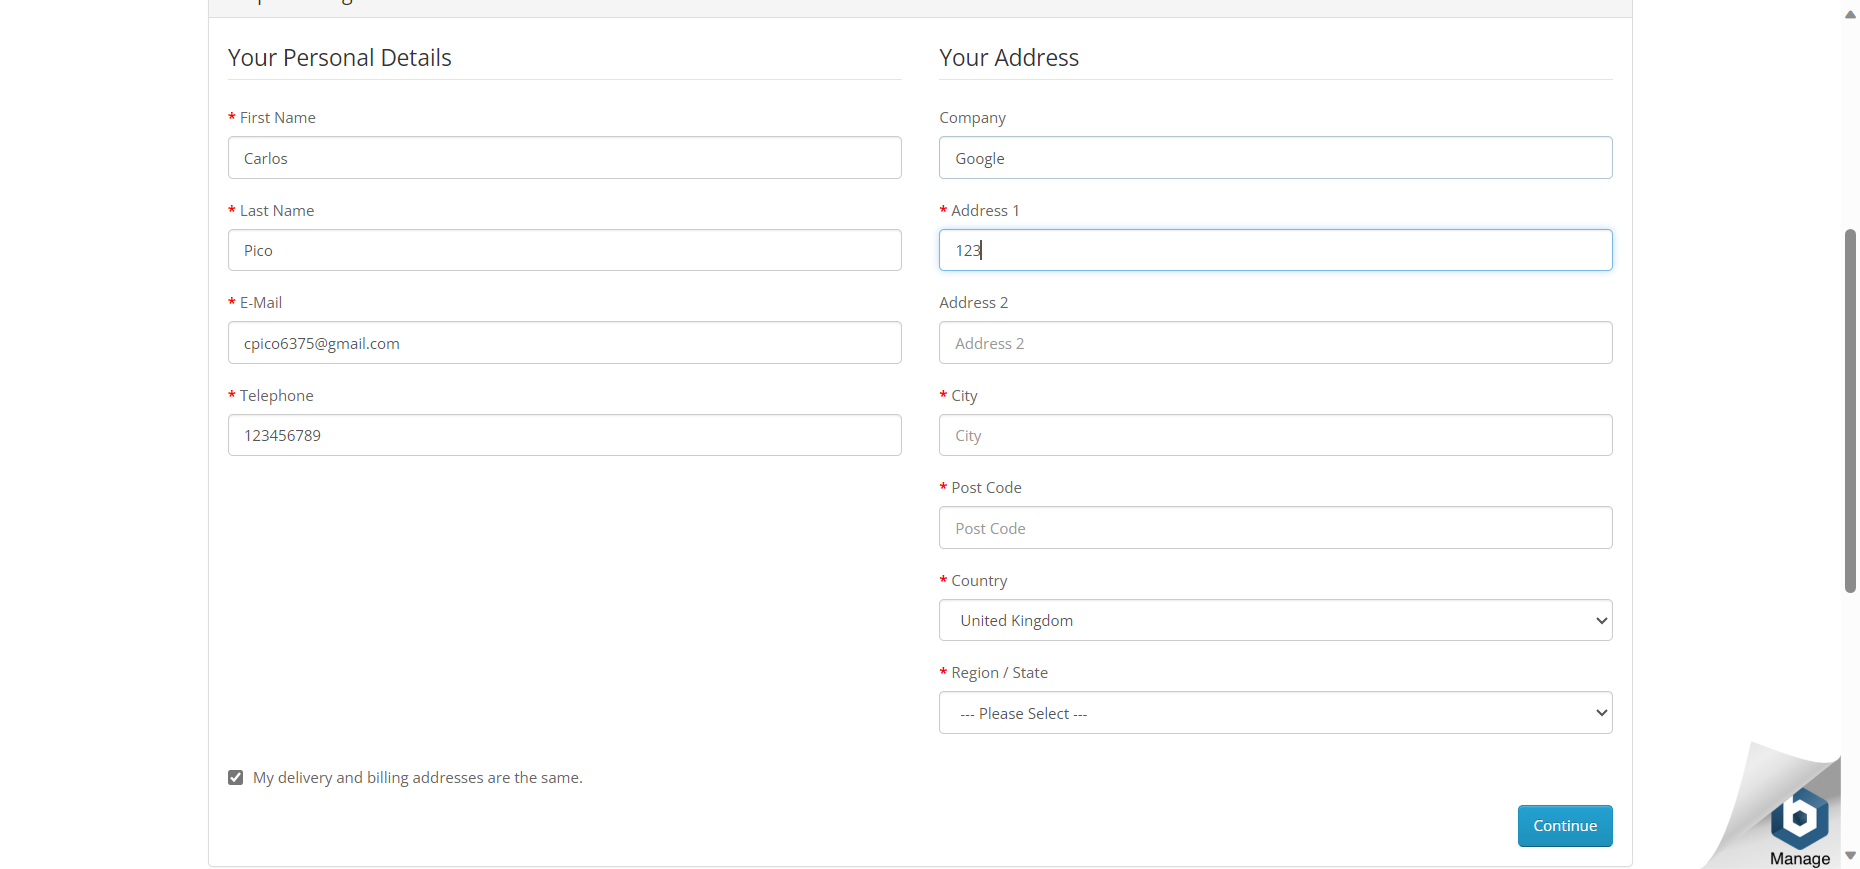 Your Personal Details
* First Name
Carlos
* Last Name
Pico
* E-Mail
cpico6375@gmail.com
* Telephone
123456789
Your Address
Company
Google
* Address 1
123
Address 2
Address 2
* City
City
* Post Code
Post Code
* Country
United Kingdom
* Region / State
--- Please Select ---
My delivery and billing addresses are the same.
Continue
b
Manage